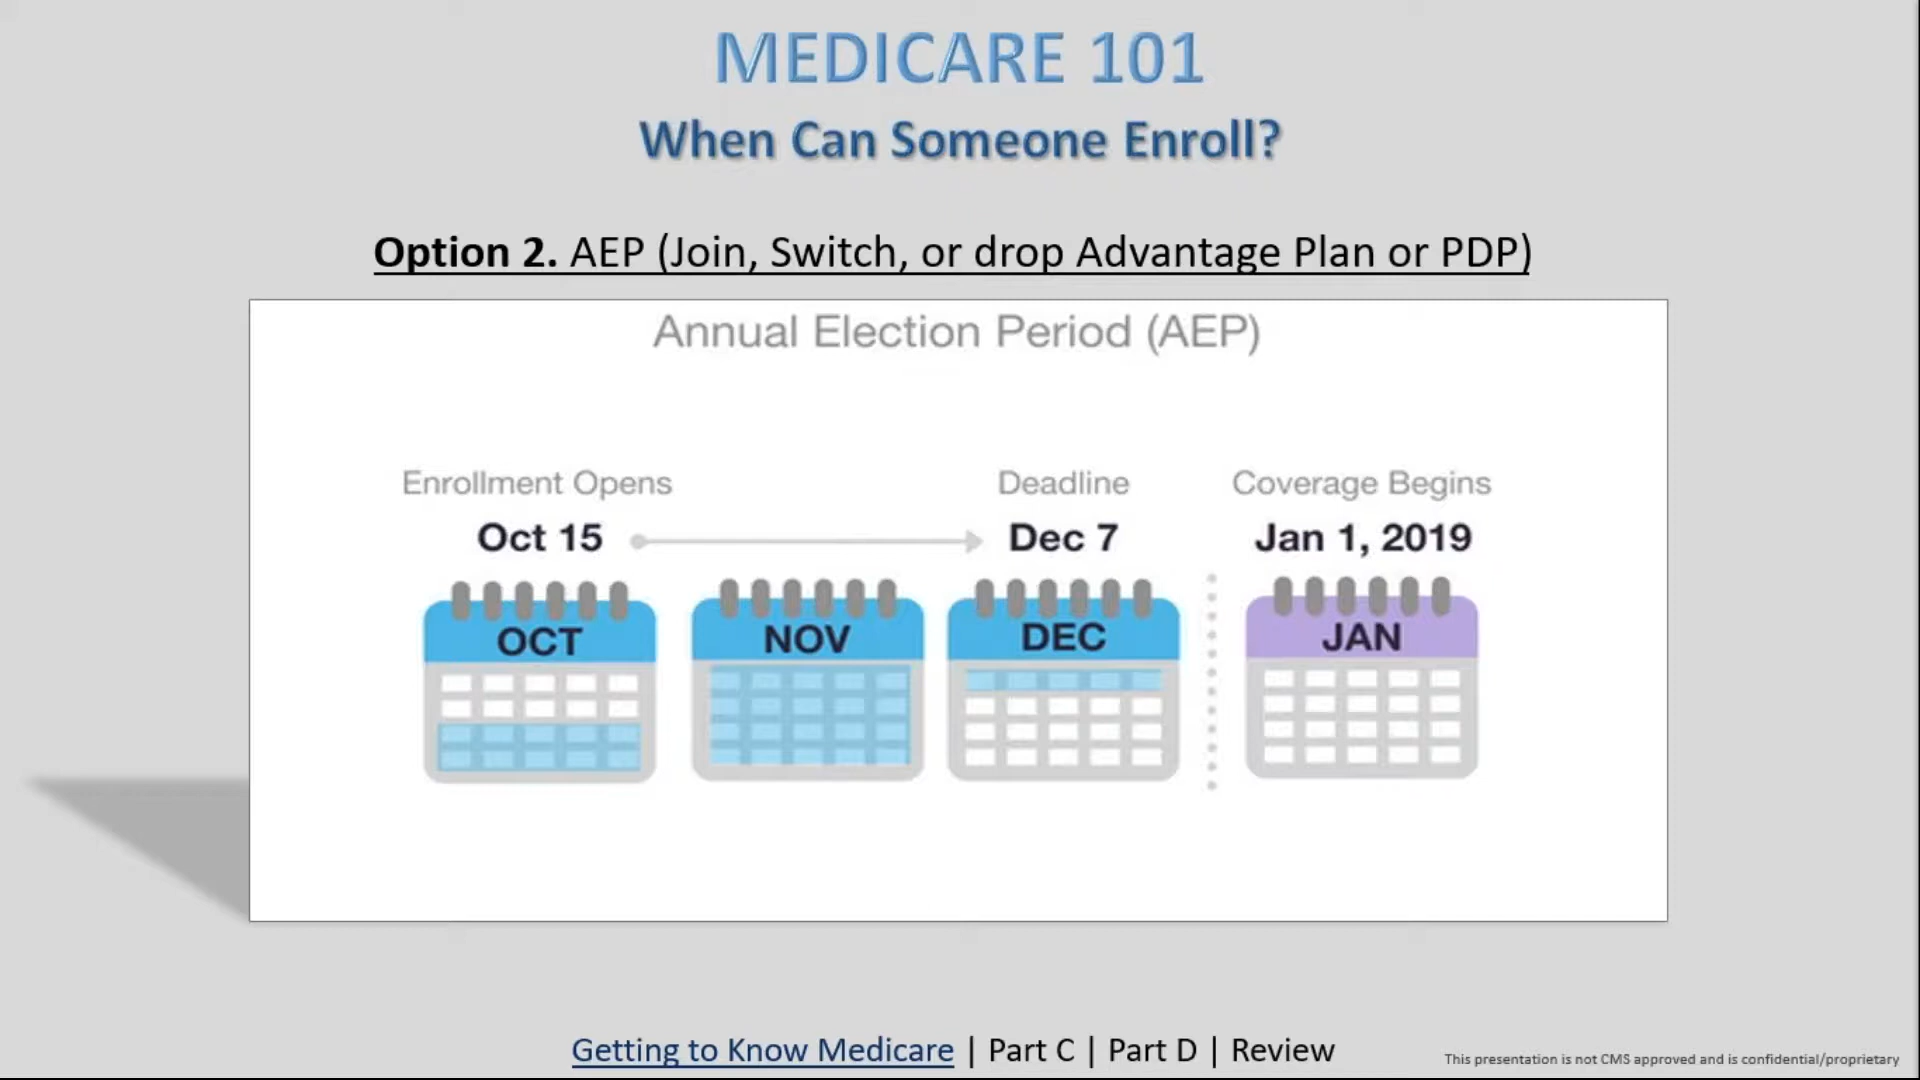 MEDICARE 101
When Can Someone Enroll?
Option 2. AEP (Join, Switch, or drop Advantage Plan or PDP)
Annual Election Period (AEP)
Enrollment Opens
Oct 15
Deadline
Dec 7
Coverage Begins
Jan 1, 2019
OCT
NOV
DEC
JAN
Getting to Know Medicare | Part C | Part D | Review
This presentation is not CMS approved and is confidential/proprietary